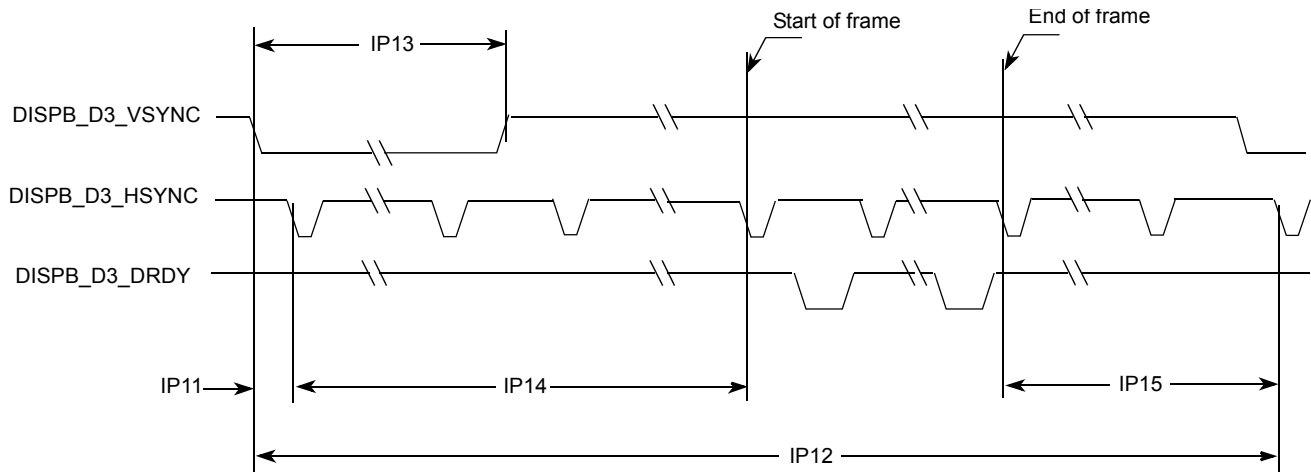 Start of frame
End of frame
IP13
DISPB_D3_VSYNC
DISPB_D3_HSYNC
DISPB_D3_DRDY
IP11
IP14
IP15
IP12